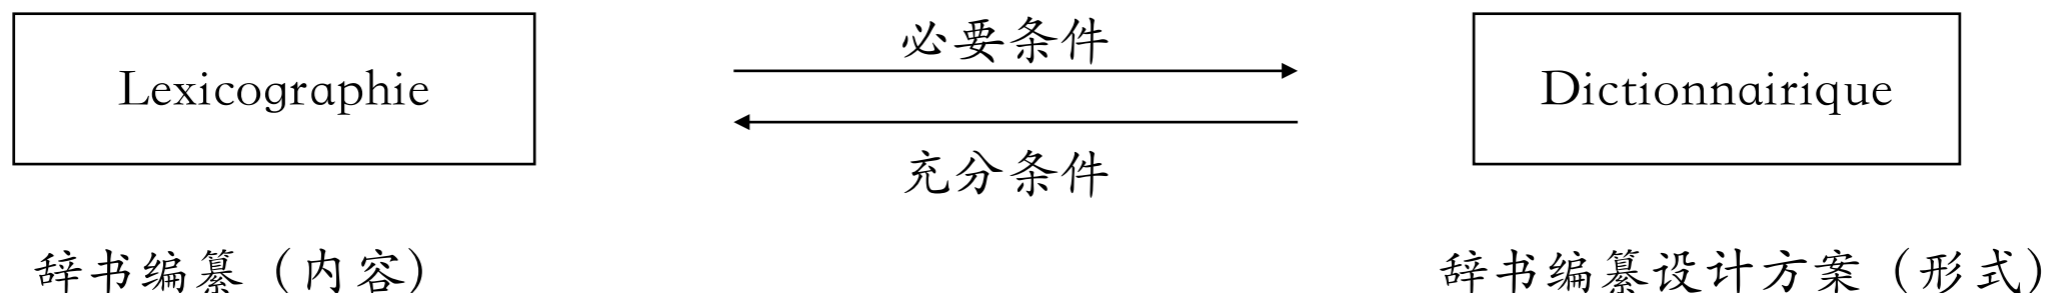 必要条件
Lexicographie
Dictionnairique
充分条件
辞书编纂（内容）
辞书编纂设计方案（形式）